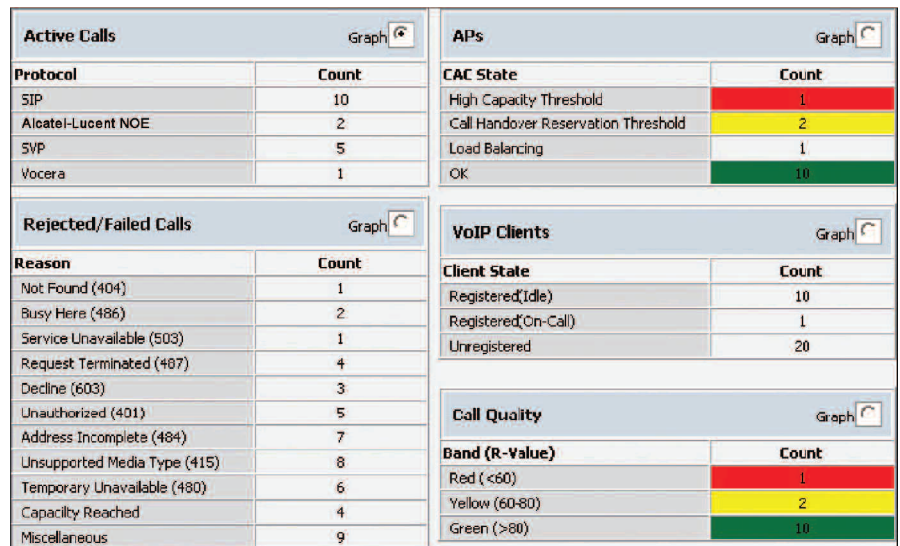 Active Calls Graph
Protocol Count
SIP 10
Alcatel-Lucent NOE 2
SVP 5
Vocera 1
Rejected/Failed Calls Graph
Reason Count
Not Found (404) 1
Busy Here (486) 2
Service Unavailable (503) 1
Request Terminated (487) 4
Decline (603) 3
Unauthorized (401) 5
Address Incomplete (484) 7
Unsupported Media Type (415) 8
Temporary Unavailable (480) 6
Capacilty Reached 4
Miscellaneous 9
APs Graph
CAC State Count
High Capacity Threshold 1
Call Handover Reservation Threshold 2
Load Balancing 1
OK 10
VoIP Clients Graph
Client State Count
Registered(Idle) 10
Registered(On-Call) 1
Unregistered 20
Call Quality Graph
Band (R-Value) Count
Red (<60) 1
Yellow (60-80) 2
Green (>80) 10